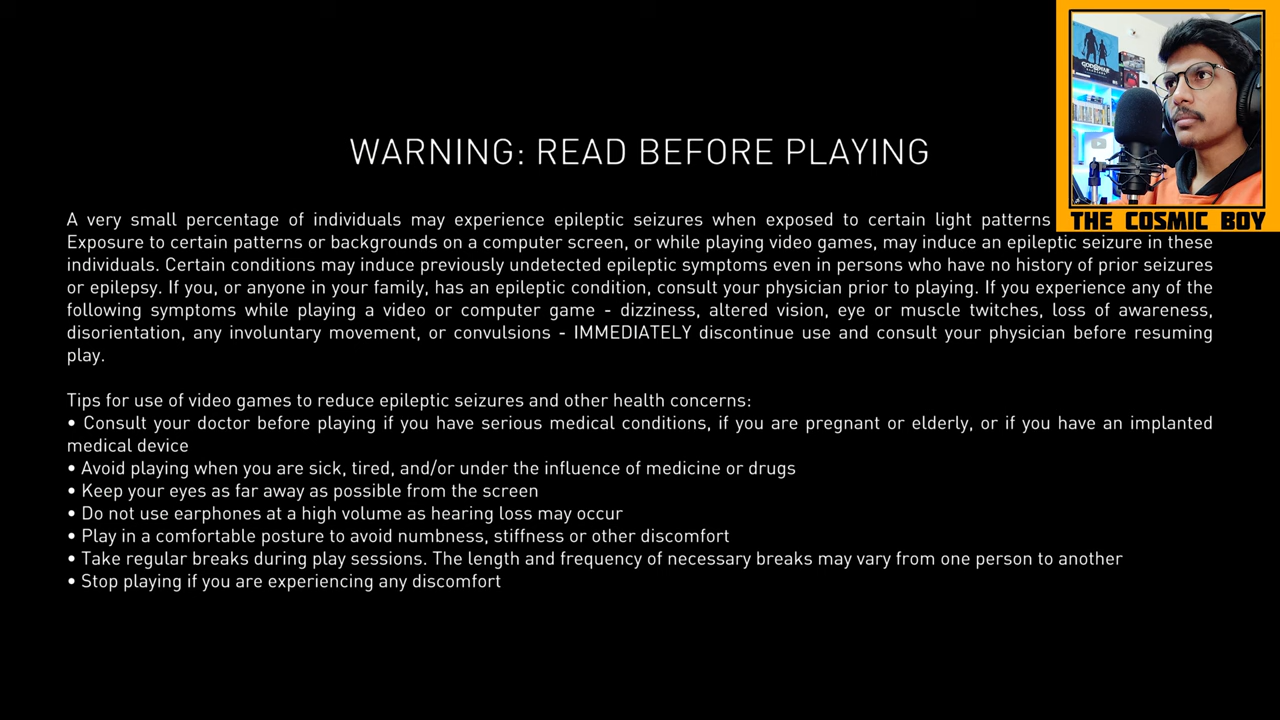 WARNING: READ BEFORE PLAYING
A very small percentage of individuals may experience epileptic seizures when exposed to certain light patterns
Exposure to certain patterns or backgrounds on a computer screen, or while playing video games, may induce an epileptic seizure in these
individuals. Certain conditions may induce previously undetected epileptic symptoms even in persons who have no history of prior seizures
or epilepsy. If you, or anyone in your family, has an epileptic condition, consult your physician prior to playing. If you experience any of the
following symptoms while playing a video or computer game - dizziness, altered vision, eye or muscle twitches, loss of awareness,
disorientation, any involuntary movement, or convulsions - IMMEDIATELY discontinue use and consult your physician before resuming
play.
Tips for use of video games to reduce epileptic seizures and other health concerns:
• Consult your doctor before playing if you have serious medical conditions, if you are pregnant or elderly, or if you have an implanted
medical device
• Avoid playing when you are sick, tired, and/or under the influence of medicine or drugs
• Keep your eyes as far away as possible from the screen
• Do not use earphones at a high volume as hearing loss may occur
• Play in a comfortable posture to avoid numbness, stiffness or other discomfort
• Take regular breaks during play sessions. The length and frequency of necessary breaks may vary from one person to another
• Stop playing if you are experiencing any discomfort
GOD OF WAR
THE COSMIC BOY